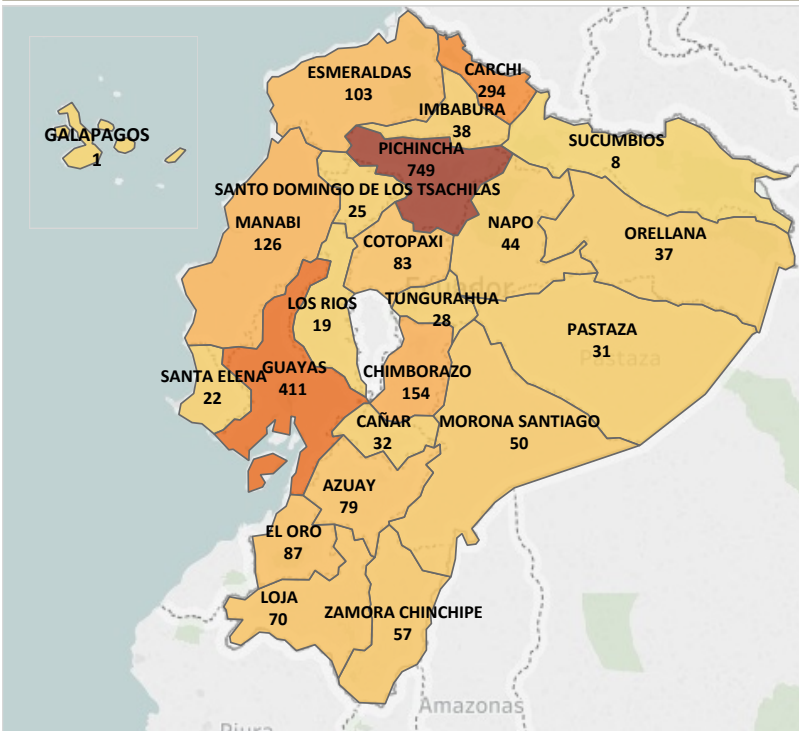 ESMERALDAS
103
CARCHI
294
IMBABURA
38
GALAPAGOS
1
PICHINCHA
749
SUCUMBIOS
8
SANTO DOMINGO DE LOS TSACHILAS
25
MANABI
126
COTOPAXI
83
NAPO
44
ORELLANA
37
Ecuador
LOS RIOS
19
TUNGURAHUA
28
PASTAZA
31
Pastaza
SANTA ELENA
22
GUAYAS
411
CHIMBORAZO
154
CAÑAR
32
MORONA SANTIAGO
50
AZUAY
79
EL ORO
87
LOJA
70
ZAMORA CHINCHIPE
57
Amazonas
Piura